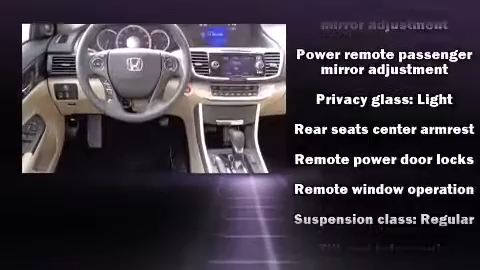 mirror adjustment
Power remote passenger
mirror adjustment
Privacy glass: Light
Rear seats center armrest
Remote power door locks
Remote window operation
Suspension class: Regular